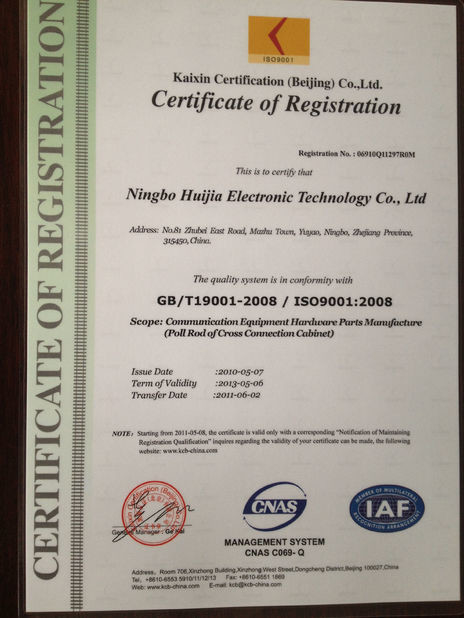 CERTIFICATE OF REGISTRATION
ISO9001
Kaixin Certification (Beijing) Co.,Ltd.
Certificate of Registration
Registration No. : 06910Q11297R0M
This is to certify that
Ningbo Huijia Electronic Technology Co., Ltd
Address: No.81 Zhubei East Road, Mazhu Town, Yuyao, Ningbo, Zhejiang Province,
315450, China.
The quality system is in conformity with
GB/T19001-2008 / ISO9001:2008
Scope: Communication Equipment Hardware Parts Manufacture
(Poll Rod of Cross Connection Cabinet)
Issue Date :2010-05-07
Term of Validity :2013-05-06
Transfer Date :2011-06-02
NOTE: Starting from 2011-05-08, the certificate is valid only with a corresponding "Notification of Maintaining
Registration Qualification" inquires regarding the validity of your certificate can be made, the following
website: www.kcb-china.com
General Manager :
CNAS
MEMBER OF MULTILATERAL
IAF
RECOGNITION ARRANGEMENT
MANAGEMENT SYSTEM
CNAS C069- Q
Address, Room 708,Xinzhong Building,Xinzhong West Street,Dongcheng District,Beijing 100027,China
Tel: +8610-6553 5910/11/12/13 Fax: +8610-6551 1869
Web: www.kcb-china.com E-mail: kcb@kcb-china.com